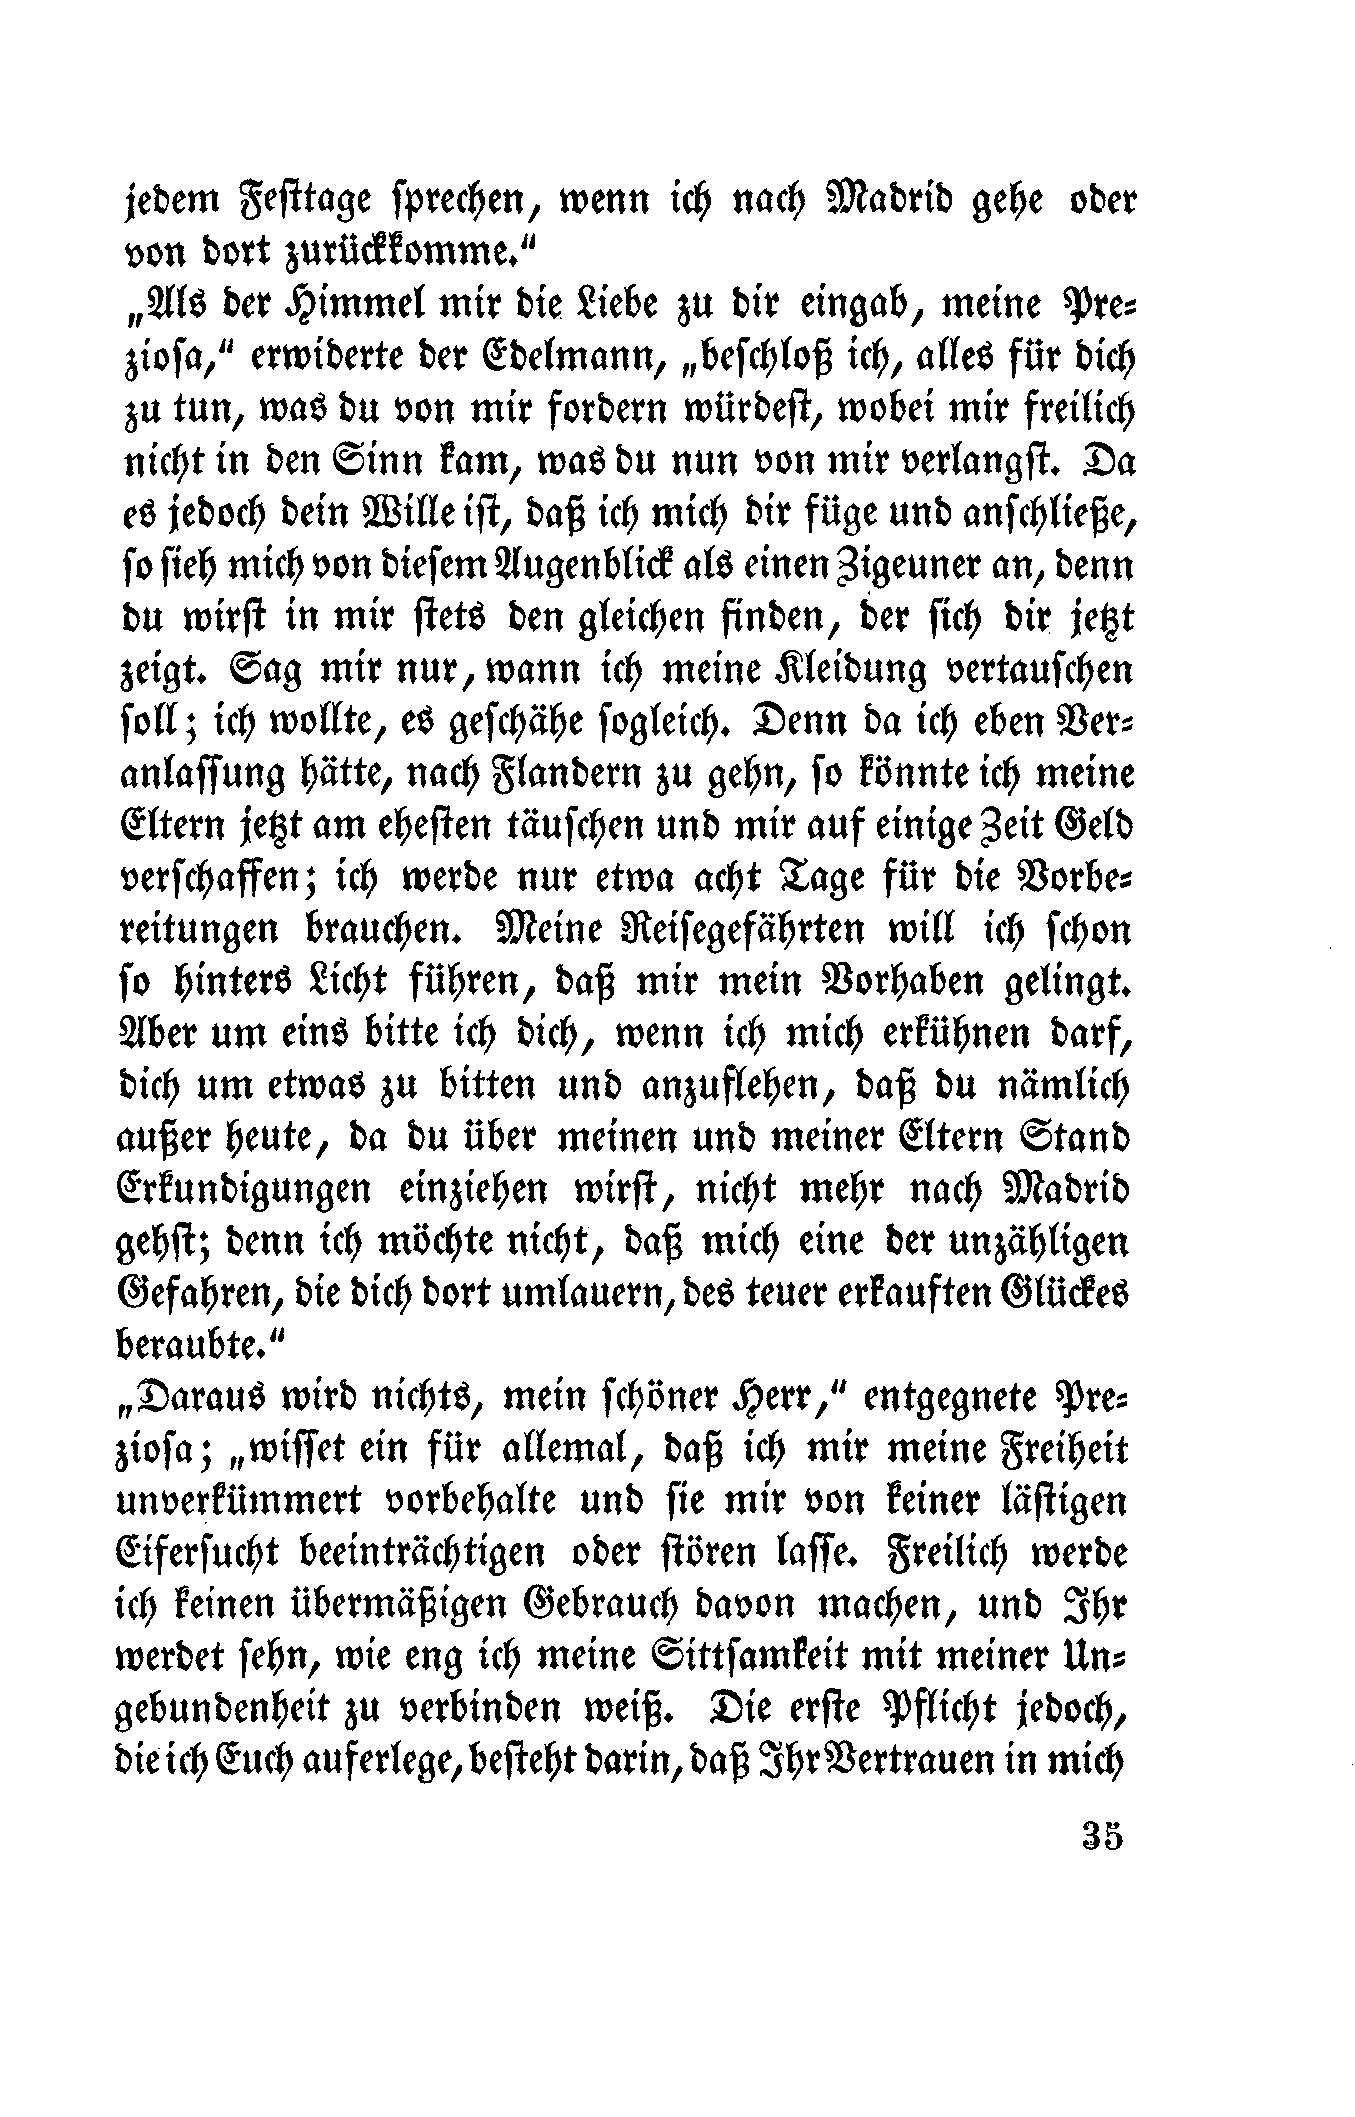 jedem Festtage sprechen, wenn ich nach Madrid gehe oder
von dort zurückkomme.“
„Als der Himmel mir die Liebe zu dir eingab, meine Pre-
ziosa,“ erwiderte der Edelmann, „beschloß ich, alles für dich
zu tun, was du von mir fordern würdest, wobei mir freilich
nicht in den Sinn kam, was du nun von mir verlangst. Da
es jedoch dein Wille ist, daß ich mich dir füge und anschließe,
so sieh mich von diesem Augenblick als einen Zigeuner an, denn
du wirst in mir stets den gleichen finden, der sich dir jetzt
zeigt. Sag mir nur, wann ich meine Kleidung vertauschen
soll; ich wollte, es geschähe sogleich. Denn da ich eben Ver-
anlassung hätte, nach Flandern zu gehn, so könnte ich meine
Eltern jetzt am ehesten täuschen und mir auf einige Zeit Geld
verschaffen; ich werde nur etwa acht Tage für die Vorbe-
reitungen brauchen. Meine Reisegefährten will ich schon
so hinters Licht führen, daß mir mein Vorhaben gelingt.
Aber um eins bitte ich dich, wenn ich mich erkühnen darf,
dich um etwas zu bitten und anzuflehen, daß du nämlich
außer heute, da du über meinen und meiner Eltern Stand
Erkundigungen einziehen wirst, nicht mehr nach Madrid
gehst; denn ich möchte nicht, daß mich eine der unzähligen
Gefahren, die dich dort umlauern, des teuer erkauften Glückes
beraubte.“
„Daraus wird nichts, mein schöner Herr,“ entgegnete Pre-
ziosa; „wisset ein für allemal, daß ich mir meine Freiheit
unverkümmert vorbehalte und sie mir von keiner lästigen
Eifersucht beeinträchtigen oder stören lasse. Freilich werde
ich keinen übermäßigen Gebrauch davon machen, und Ihr
werdet sehn, wie eng ich meine Sittsamkeit mit meiner Un-
gebundenheit zu verbinden weiß. Die erste Pflicht jedoch,
die ich Euch auferlege, besteht darin, daß Ihr Vertrauen in mich
35